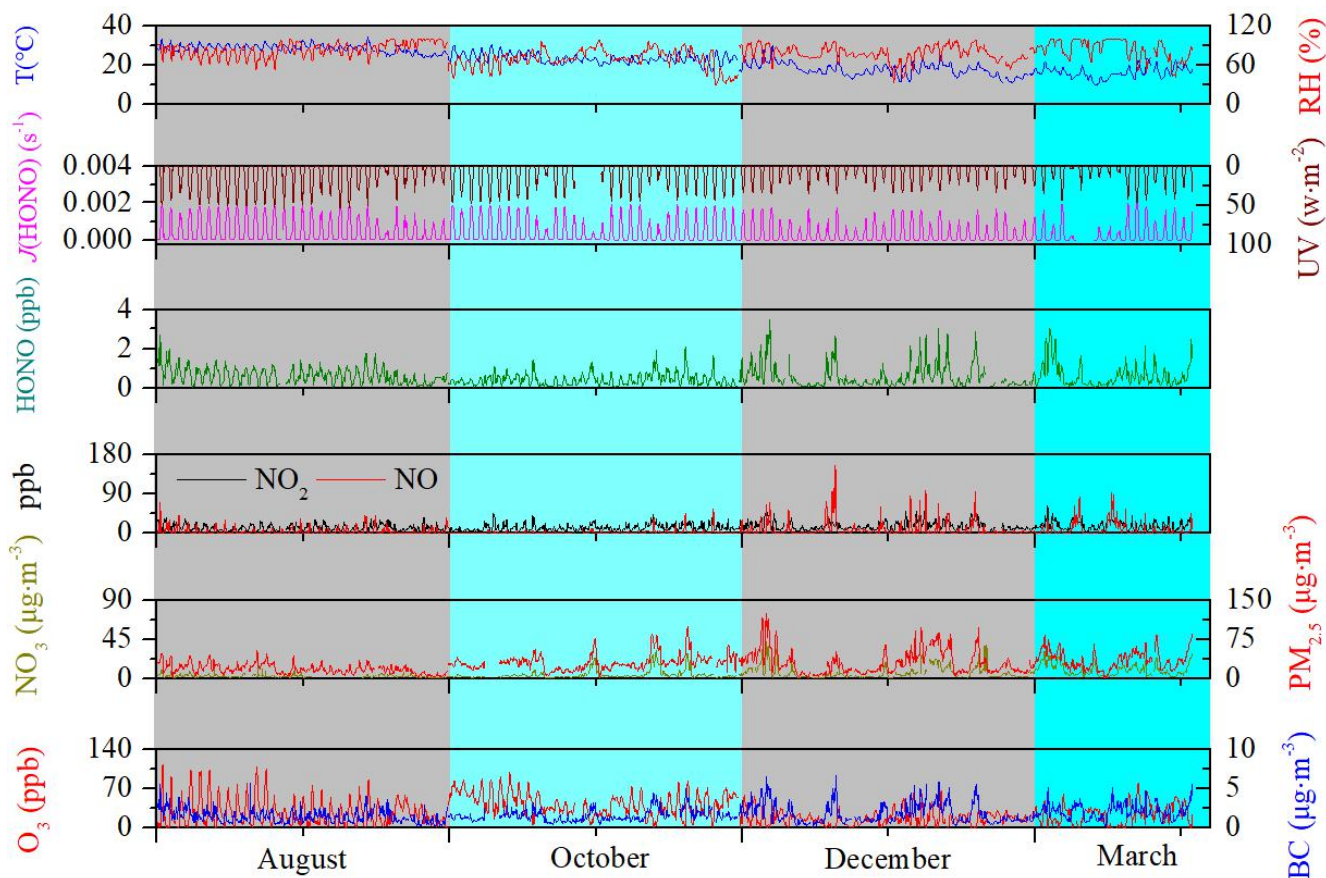 T(°C)
40
20
0
120
60
0
RH (%)
J(HONO) (s⁻¹)
0.004
0.002
0.000
0
50
100
UV (w·m⁻²)
HONO (ppb)
4
2
0
ppb
180
90
0
NO₂
NO
NO₃ (µg·m⁻³)
90
45
0
150
75
0
PM₂.₅ (µg·m⁻³)
O₃ (ppb)
140
70
0
10
5
0
BC (µg·m⁻³)
August
October
December
March